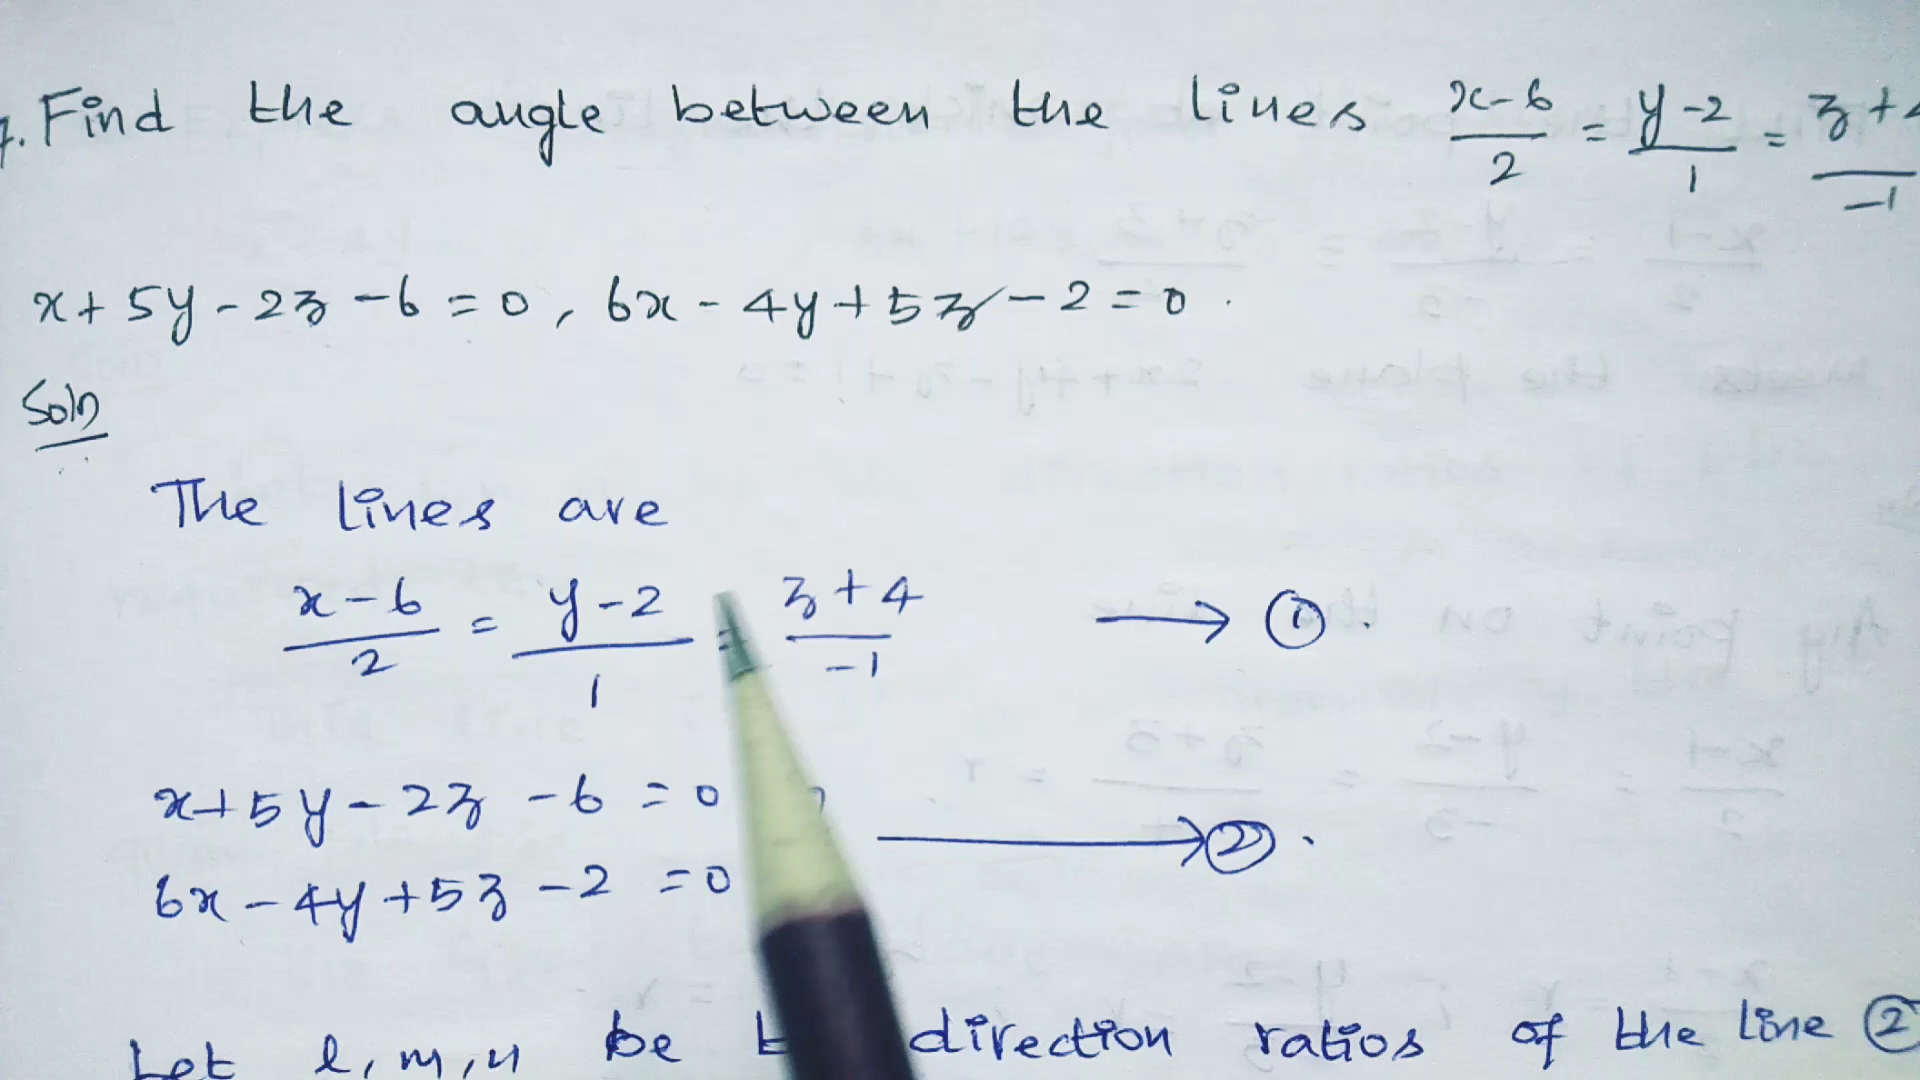 7. Find the angle between the lines x-6/2 = y-2/1 = z+4/-1
x+5y-2z-6=0, 6x-4y+5z-2=0.
Soln
The lines are
x-6/2 = y-2/1 = z+4/-1 → ①.
x+5y-2z-6=0
→ ②.
6x-4y+5z-2=0
Let l, m, n be direction ratios of the line ②